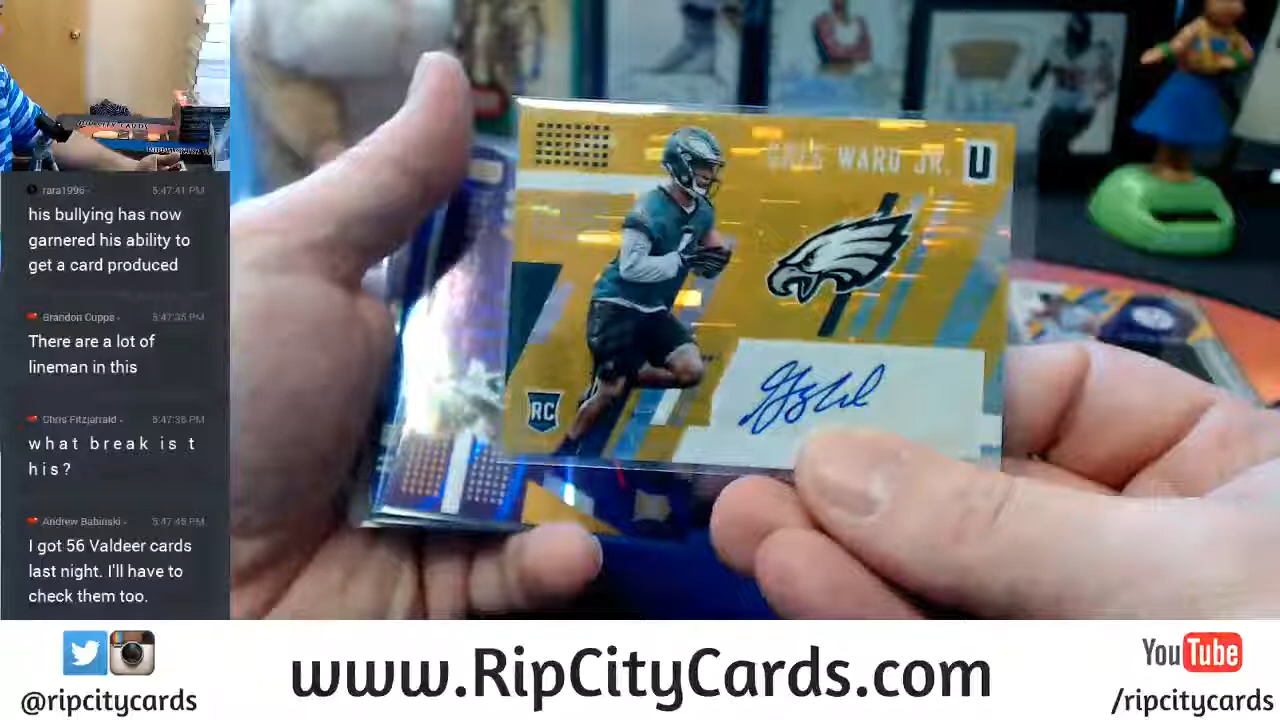 rara1996 - 5:47:41 PM
his bullying has now
garnered his ability to
get a card produced
Brandon Cupps - 5:47:35 PM
There are a lot of
lineman in this
Chris Fitzjarrald - 5:47:38 PM
what break is t
his?
Andrew Babinski - 5:47:46 PM
I got 56 Valdeer cards
last night. I'll have to
check them too.
GREG WARD JR. U
RC
@ripcitycards
www.RipCityCards.com
YouTube
/ripcitycards